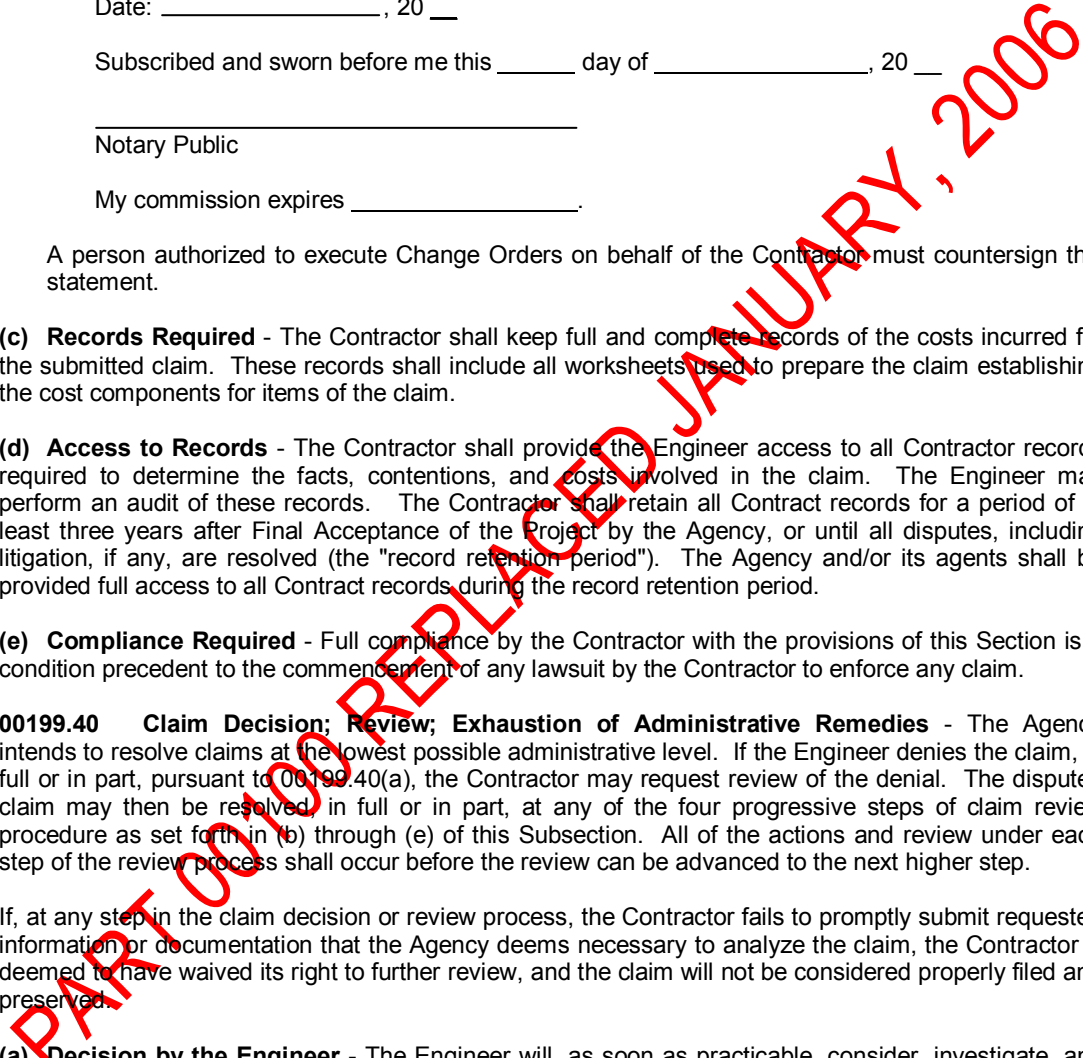 Date: , 20
Subscribed and sworn before me this day of , 20
Notary Public
My commission expires .
A person authorized to execute Change Orders on behalf of the Contractor must countersign th
statement.
(c) Records Required - The Contractor shall keep full and complete records of the costs incurred f
the submitted claim. These records shall include all worksheets used to prepare the claim establishin
the cost components for items of the claim.
(d) Access to Records - The Contractor shall provide the Engineer access to all Contractor record
required to determine the facts, contentions, and costs involved in the claim. The Engineer ma
perform an audit of these records. The Contractor shall retain all Contract records for a period of
least three years after Final Acceptance of the Project by the Agency, or until all disputes, includin
litigation, if any, are resolved (the "record retention period"). The Agency and/or its agents shall b
provided full access to all Contract records during the record retention period.
(e) Compliance Required - Full compliance by the Contractor with the provisions of this Section is
condition precedent to the commencement of any lawsuit by the Contractor to enforce any claim.
00199.40 Claim Decision; Review; Exhaustion of Administrative Remedies - The Agenc
intends to resolve claims at the lowest possible administrative level. If the Engineer denies the claim,
full or in part, pursuant to 00199.40(a), the Contractor may request review of the denial. The dispute
claim may then be resolved, in full or in part, at any of the four progressive steps of claim revie
procedure as set forth in (b) through (e) of this Subsection. All of the actions and review under eac
step of the review process shall occur before the review can be advanced to the next higher step.
If, at any step in the claim decision or review process, the Contractor fails to promptly submit requeste
information or documentation that the Agency deems necessary to analyze the claim, the Contractor
deemed to have waived its right to further review, and the claim will not be considered properly filed an
preserved.
(a) Decision by the Engineer - The Engineer will, as soon as practicable, consider, investigate, an
PART 00100 REPLACED JANUARY, 2006